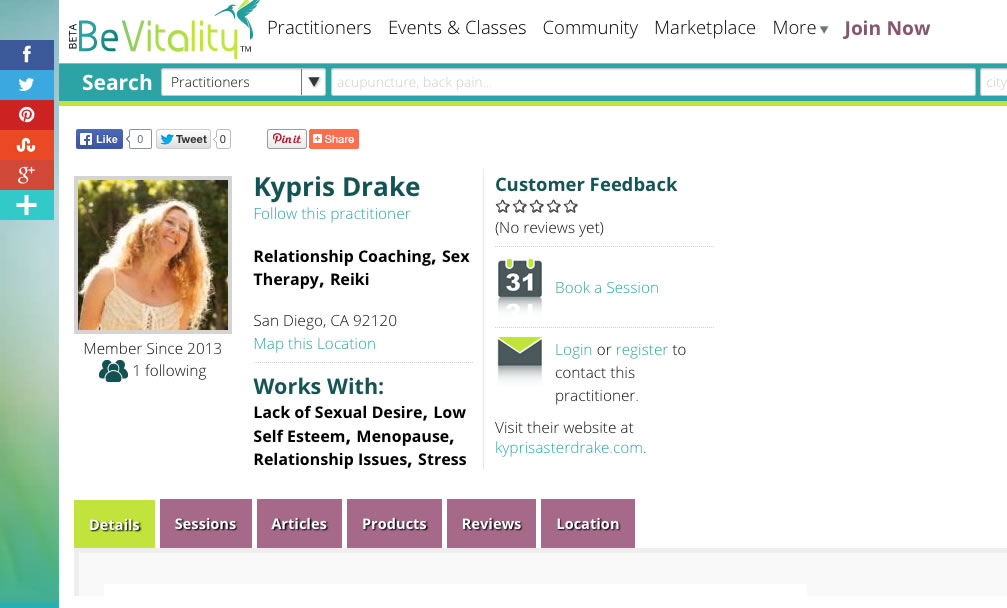 BETA BeVitality TM
Practitioners Events & Classes Community Marketplace More Join Now
Search Practitioners acupuncture, back pain... city
f
g+
Like 0 Tweet 0 Pin it Share
Kypris Drake
Follow this practitioner
Relationship Coaching, Sex
Therapy, Reiki
San Diego, CA 92120
Map this Location
Works With:
Lack of Sexual Desire, Low
Self Esteem, Menopause,
Relationship Issues, Stress
Member Since 2013
1 following
Customer Feedback
(No reviews yet)
31
Book a Session
Login or register to
contact this
practitioner.
Visit their website at
kyprisasterdrake.com.
Details Sessions Articles Products Reviews Location